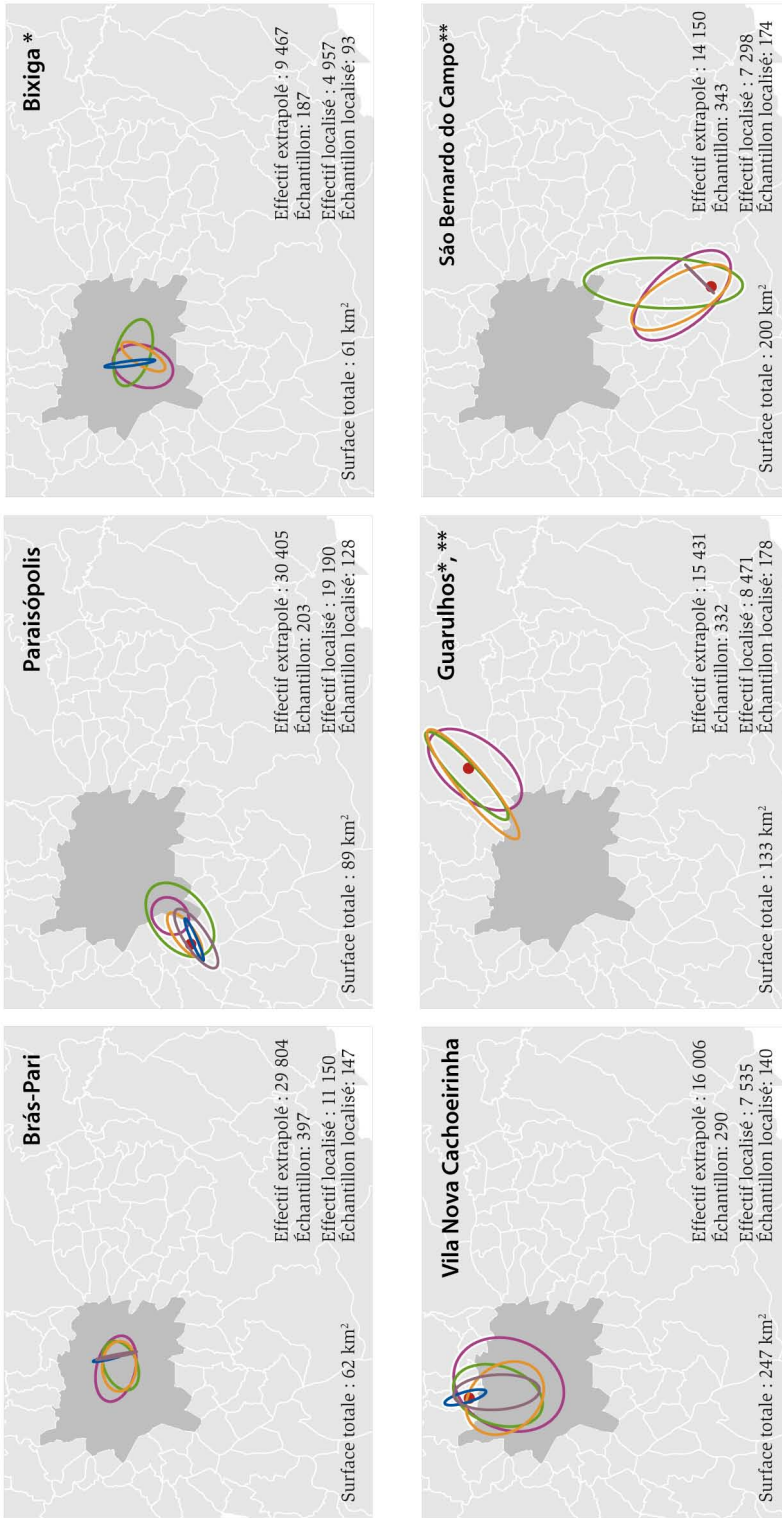 Brás-Pari
Effectif extrapolé : 29 804
Échantillon: 397
Effectif localisé : 11 150
Échantillon localisé: 147
Surface totale : 62 km²
Paraisópolis
Effectif extrapolé : 30 405
Échantillon: 203
Effectif localisé : 19 190
Échantillon localisé: 128
Surface totale : 89 km²
Bixiga *
Effectif extrapolé : 9 467
Échantillon: 187
Effectif localisé : 4 957
Échantillon localisé: 93
Surface totale : 61 km²
Vila Nova Cachoeirinha
Effectif extrapolé : 16 006
Échantillon: 290
Effectif localisé : 7 535
Échantillon localisé: 140
Surface totale : 247 km²
Guarulhos*, **
Effectif extrapolé : 15 431
Échantillon: 332
Effectif localisé : 8 471
Échantillon localisé: 178
Surface totale : 133 km²
Sáo Bernardo do Campo**
Effectif extrapolé : 14 150
Échantillon: 343
Effectif localisé : 7 298
Échantillon localisé: 174
Surface totale : 200 km²